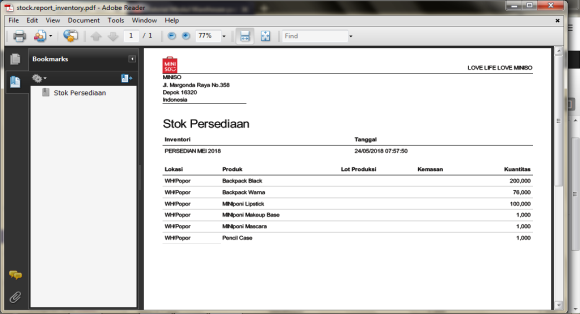 stock.report_inventory.pdf - Adobe Reader
File Edit View Document Tools Window Help
1 / 1 77% Find
Bookmarks
Stok Persediaan
MINI
SO
LOVE LIFE LOVE MINISO
MINISO
Jl. Margonda Raya No.358
Depok 16320
Indonesia
Stok Persediaan
Inventori Tanggal
PERSEDIAN MEI 2018 24/05/2018 07:57:50
Lokasi Produk Lot Produksi Kemasan Kuantitas
WH/Popor Backpack Black 200,000
WH/Popor Backpack Warna 76,000
WH/Popor MINIponi Lipstick 100,000
WH/Popor MINIponi Makeup Base 1,000
WH/Popor MINIponi Mascara 1,000
WH/Popor Pencil Case 1,000